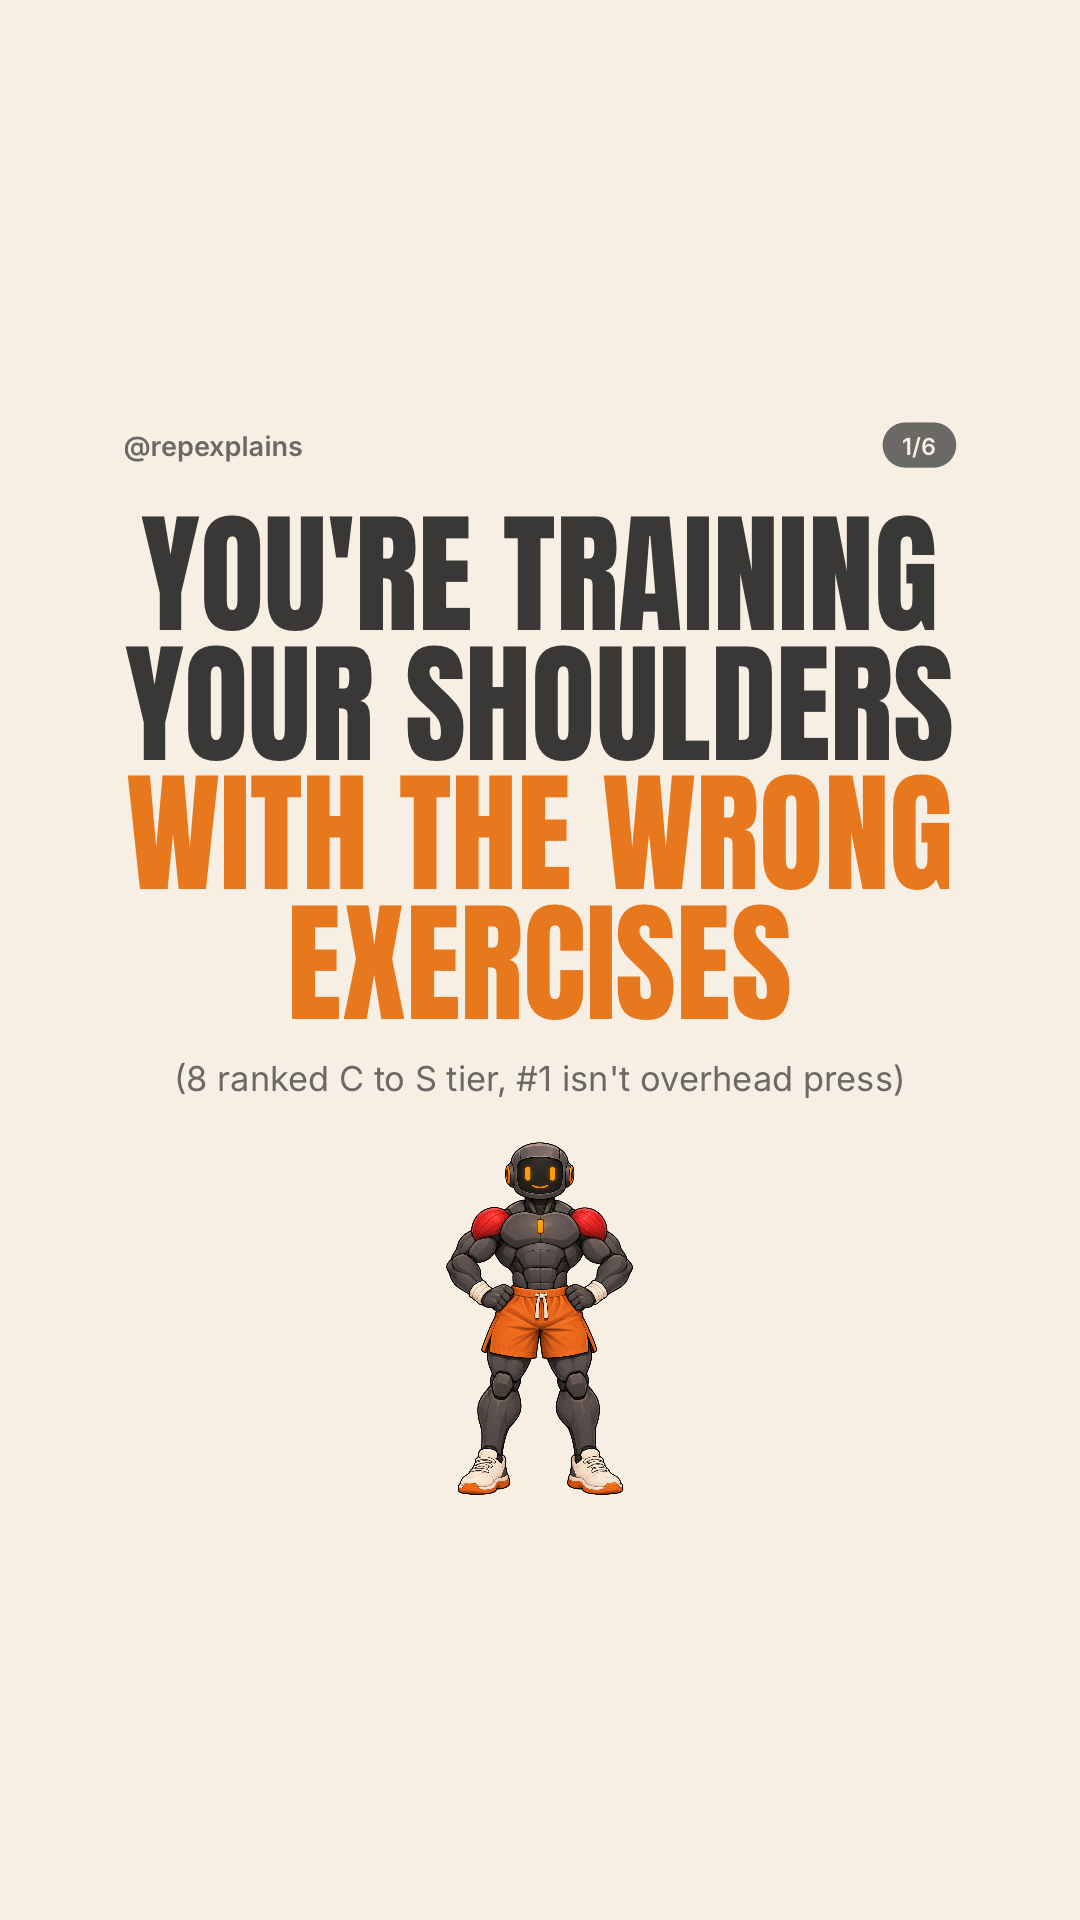 @repexplains
1/6
YOU'RE TRAINING
YOUR SHOULDERS
WITH THE WRONG
EXERCISES
(8 ranked C to S tier, #1 isn't overhead press)